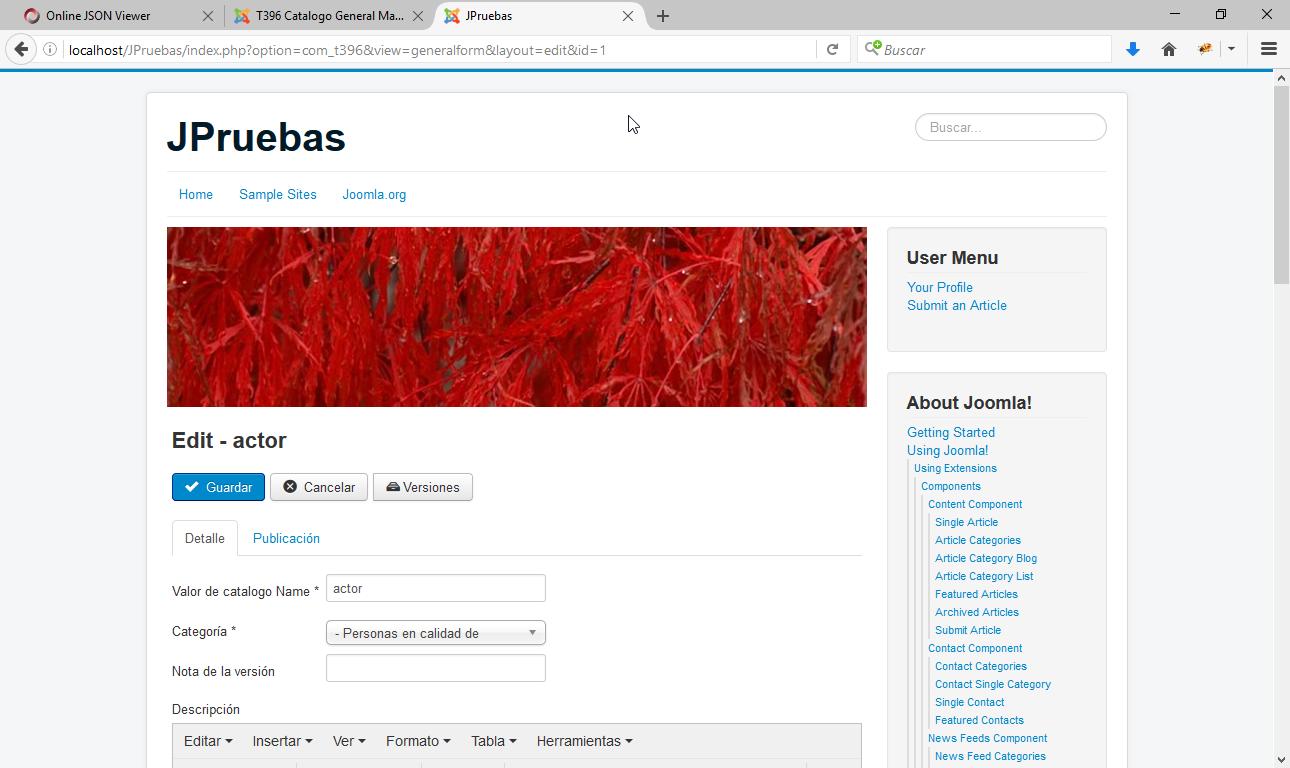 Online JSON Viewer
T396 Catalogo General Ma...
JPruebas
localhost/JPruebas/index.php?option=com_t396&view=generalform&layout=edit&id=1
Buscar
JPruebas
Buscar...
Home
Sample Sites
Joomla.org
Edit - actor
Guardar
Cancelar
Versiones
Detalle
Publicación
Valor de catalogo Name *
actor
Categoría *
- Personas en calidad de
Nota de la versión
Descripción
Editar
Insertar
Ver
Formato
Tabla
Herramientas
User Menu
Your Profile
Submit an Article
About Joomla!
Getting Started
Using Joomla!
Using Extensions
Components
Content Component
Single Article
Article Categories
Article Category Blog
Article Category List
Featured Articles
Archived Articles
Submit Article
Contact Component
Contact Categories
Contact Single Category
Single Contact
Featured Contacts
News Feeds Component
News Feed Categories